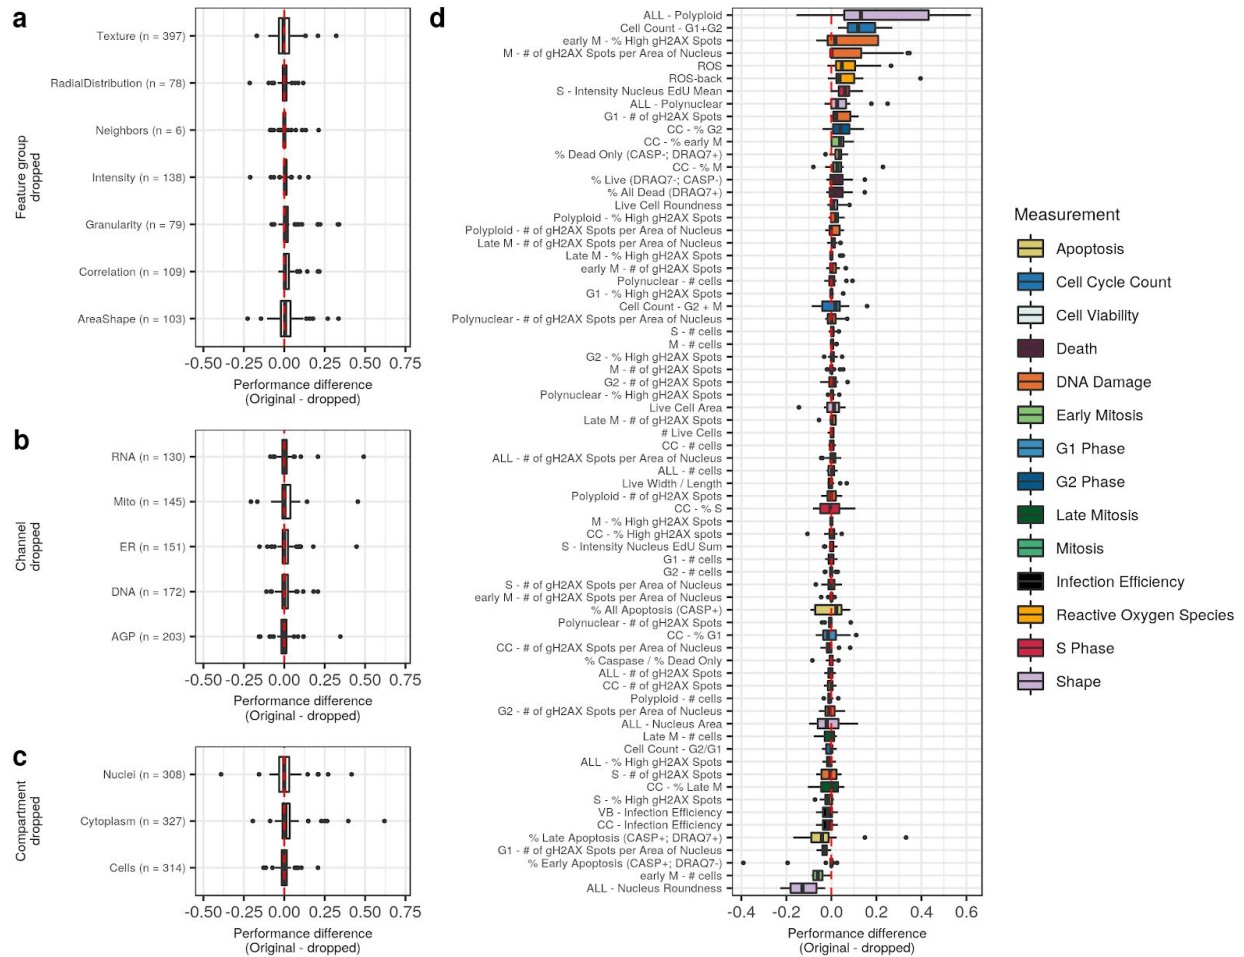 a
Feature group
dropped
Texture (n = 397)
RadialDistribution (n = 78)
Neighbors (n = 6)
Intensity (n = 138)
Granularity (n = 79)
Correlation (n = 109)
AreaShape (n = 103)
-0.50 -0.25 0.00 0.25 0.50 0.75
Performance difference
(Original - dropped)
b
Channel
dropped
RNA (n = 130)
Mito (n = 145)
ER (n = 151)
DNA (n = 172)
AGP (n = 203)
-0.50 -0.25 0.00 0.25 0.50 0.75
Performance difference
(Original - dropped)
c
Compartment
dropped
Nuclei (n = 308)
Cytoplasm (n = 327)
Cells (n = 314)
-0.50 -0.25 0.00 0.25 0.50 0.75
Performance difference
(Original - dropped)
d
ALL - Polyploid
Cell Count - G1+G2
early M - % High gH2AX Spots
M - # of gH2AX Spots per Area of Nucleus
ROS
ROS-back
S - Intensity Nucleus EdU Mean
ALL - Polynuclear
G1 - # of gH2AX Spots
CC - % G2
CC - % early M
% Dead Only (CASP-; DRAQ7+)
CC - % M
% Live (DRAQ7-; CASP-)
% All Dead (DRAQ7+)
Live Cell Roundness
Polyploid - % High gH2AX Spots
Polyploid - # of gH2AX Spots per Area of Nucleus
Late M - # of gH2AX Spots per Area of Nucleus
Late M - % High gH2AX Spots
early M - # of gH2AX Spots
Polynuclear - # cells
G1 - % High gH2AX Spots
Cell Count - G2 + M
Polynuclear - # of gH2AX Spots per Area of Nucleus
S - # cells
M - # cells
G2 - % High gH2AX Spots
M - # of gH2AX Spots
G2 - # of gH2AX Spots
Polynuclear - % High gH2AX Spots
Live Cell Area
Late M - # of gH2AX Spots
# Live Cells
CC - # cells
ALL - # of gH2AX Spots per Area of Nucleus
ALL - # cells
Live Width / Length
Polyploid - # of gH2AX Spots
CC - % S
M - % High gH2AX Spots
CC - % High gH2AX spots
S - Intensity Nucleus EdU Sum
G1 - # cells
G2 - # cells
S - # of gH2AX Spots per Area of Nucleus
early M - # of gH2AX Spots per Area of Nucleus
% All Apoptosis (CASP+)
Polynuclear - # of gH2AX Spots
CC - % G1
CC - # of gH2AX Spots per Area of Nucleus
% Caspase / % Dead Only
ALL - # of gH2AX Spots
CC - # of gH2AX Spots
Polyploid - # cells
G2 - # of gH2AX Spots per Area of Nucleus
ALL - Nucleus Area
Late M - # cells
Cell Count - G2/G1
ALL - % High gH2AX Spots
S - # of gH2AX Spots
CC - % Late M
S - % High gH2AX Spots
VB - Infection Efficiency
CC - Infection Efficiency
% Late Apoptosis (CASP+; DRAQ7+)
G1 - # of gH2AX Spots per Area of Nucleus
% Early Apoptosis (CASP+; DRAQ7-)
early M - # cells
ALL - Nucleus Roundness
-0.4 -0.2 0.0 0.2 0.4 0.6
Performance difference
(Original - dropped)
Measurement
Apoptosis
Cell Cycle Count
Cell Viability
Death
DNA Damage
Early Mitosis
G1 Phase
G2 Phase
Late Mitosis
Mitosis
Infection Efficiency
Reactive Oxygen Species
S Phase
Shape